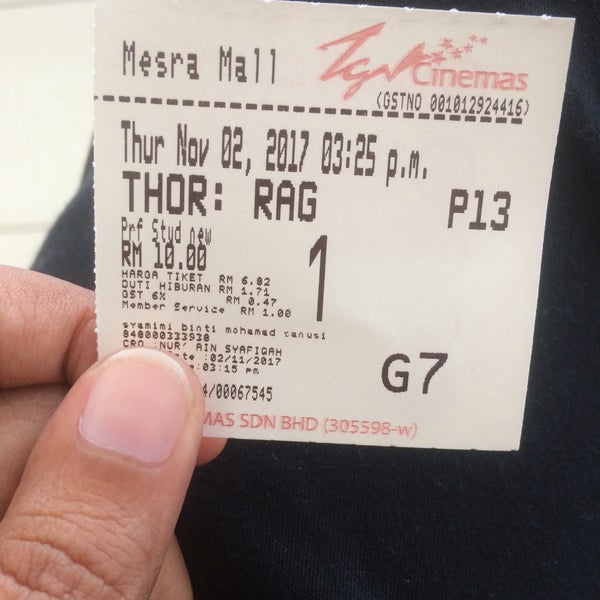 Mesra Mall
TGV Cinemas
(GSTNO 001012924416)
Thur Nov 02, 2017 03:25 p.m.
THOR: RAG P13
Prf Stud new
RM 10.00 1
HARGA TIKET RM 6.82
DUTI HIBURAN RM 1.71
GST 6% RM 0.47
Member Service RM 1.00
syamimi binti mohamad sanusi
848000333938
CRO :NUR' AIN SYAFIQAH
:02/11/2017
:03:15 pm
G7
4/00067545
MAS SDN BHD (305598-w)